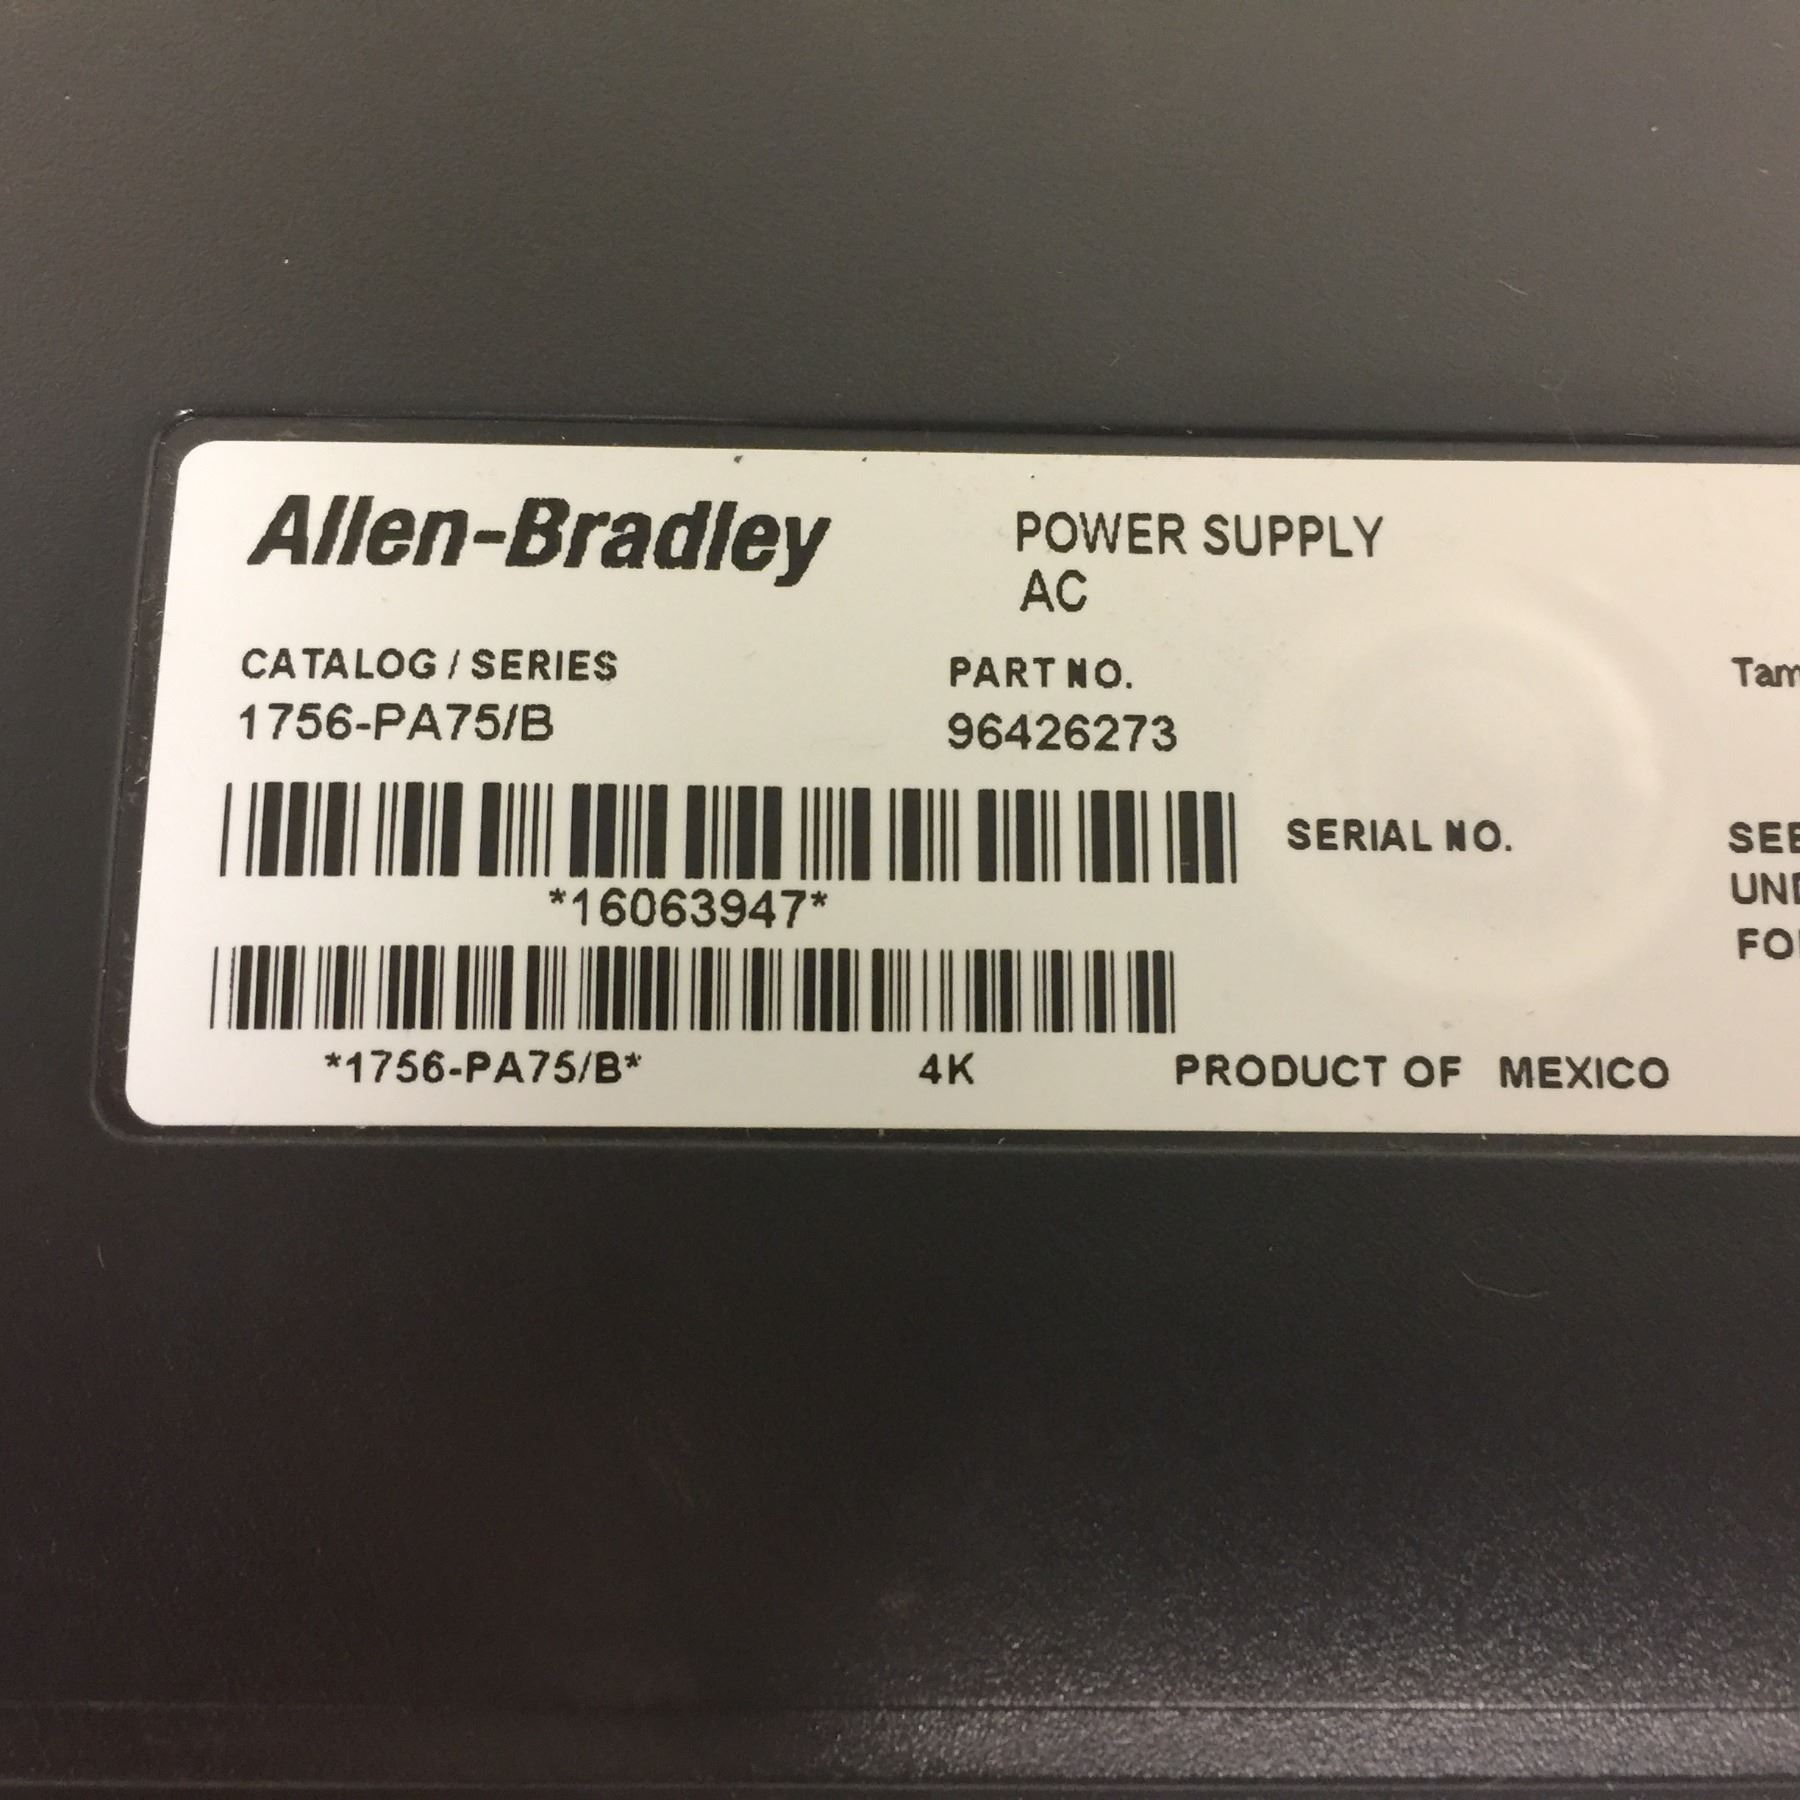 Allen-Bradley
POWER SUPPLY
AC
CATALOG / SERIES
1756-PA75/B
PART NO.
96426273
*16063947*
SERIAL NO.
*1756-PA75/B*
4K
PRODUCT OF MEXICO